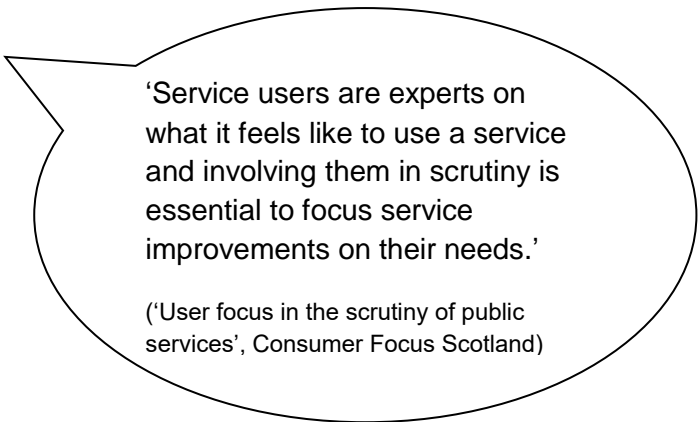 ‘Service users are experts on
what it feels like to use a service
and involving them in scrutiny is
essential to focus service
improvements on their needs.’
(‘User focus in the scrutiny of public
services’, Consumer Focus Scotland)